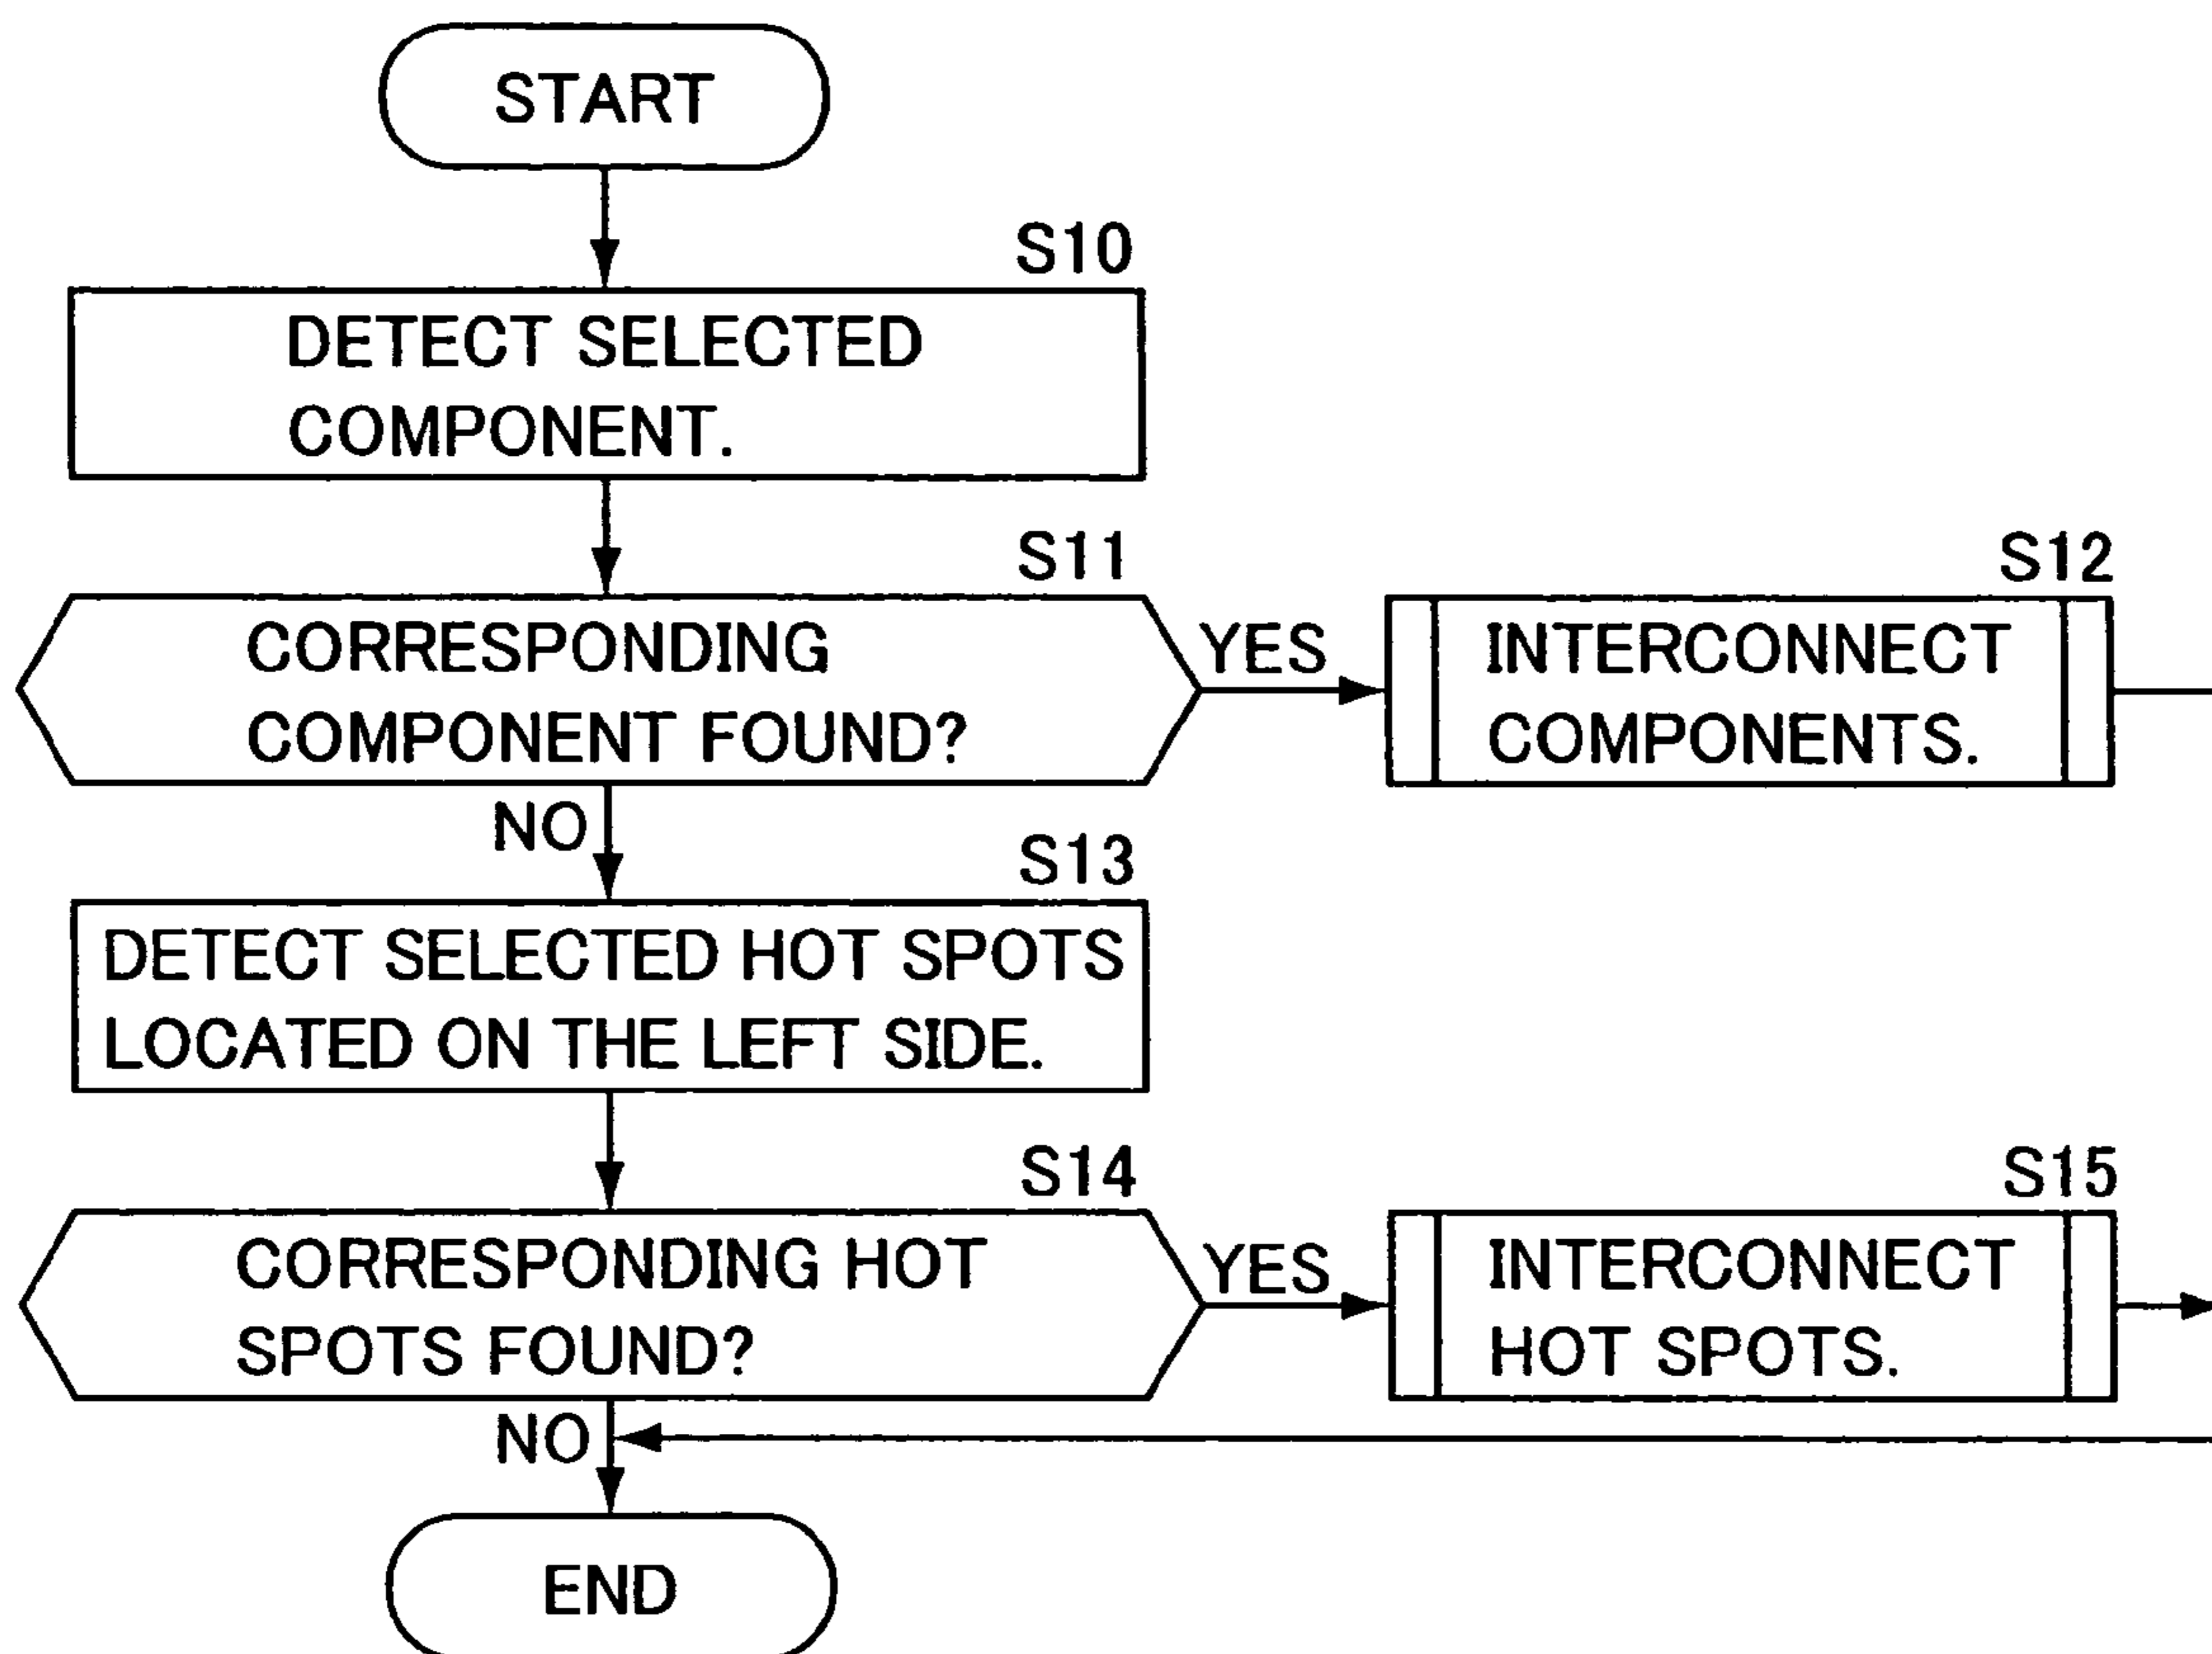 START
S10
DETECT SELECTED
COMPONENT.
S11
CORRESPONDING
COMPONENT FOUND?
YES
S12
INTERCONNECT
COMPONENTS.
NO
S13
DETECT SELECTED HOT SPOTS
LOCATED ON THE LEFT SIDE.
S14
CORRESPONDING HOT
SPOTS FOUND?
YES
S15
INTERCONNECT
HOT SPOTS.
NO
END